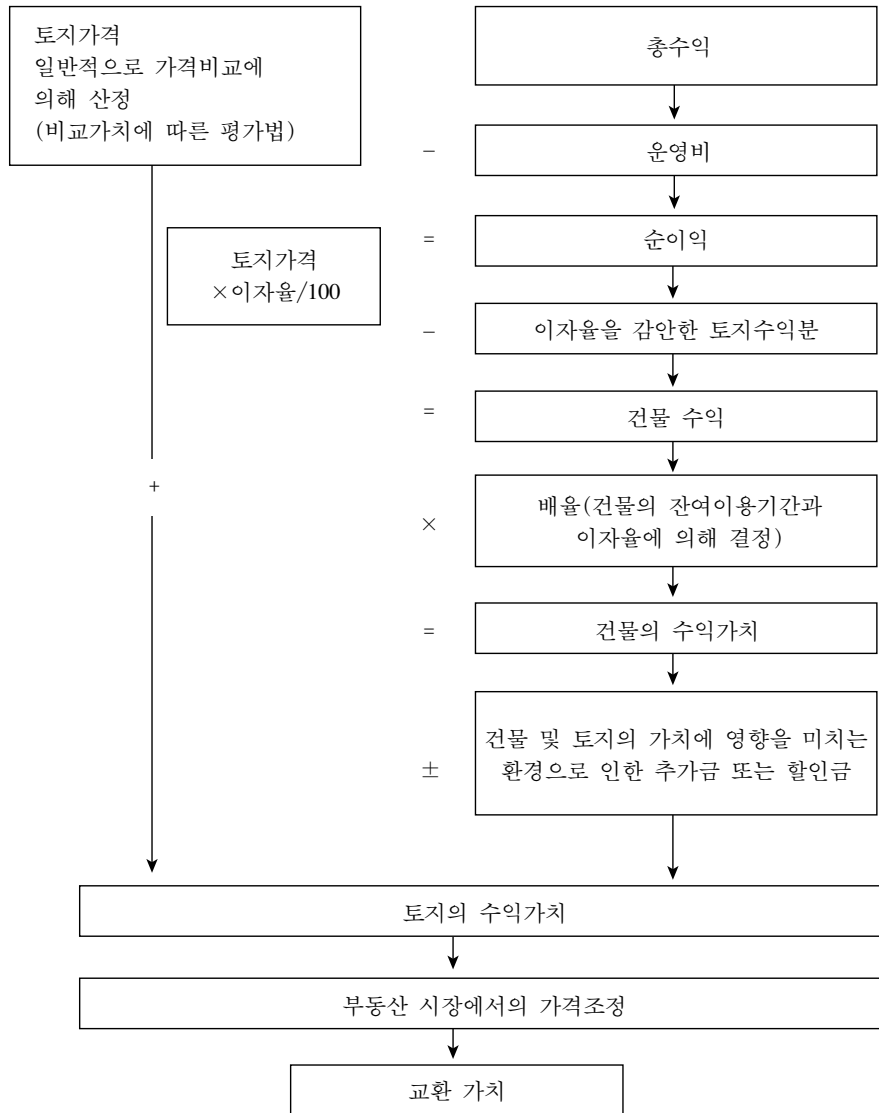 토지가격
일반적으로 가격비교에
의해 산정
(비교가치에 따른 평가법)
총수익
−
운영비
토지가격
×이자율/100
=
순이익
−
이자율을 감안한 토지수익분
=
건물 수익
+
×
배율(건물의 잔여이용기간과
이자율에 의해 결정)
=
건물의 수익가치
±
건물 및 토지의 가치에 영향을 미치는
환경으로 인한 추가금 또는 할인금
토지의 수익가치
부동산 시장에서의 가격조정
교환 가치